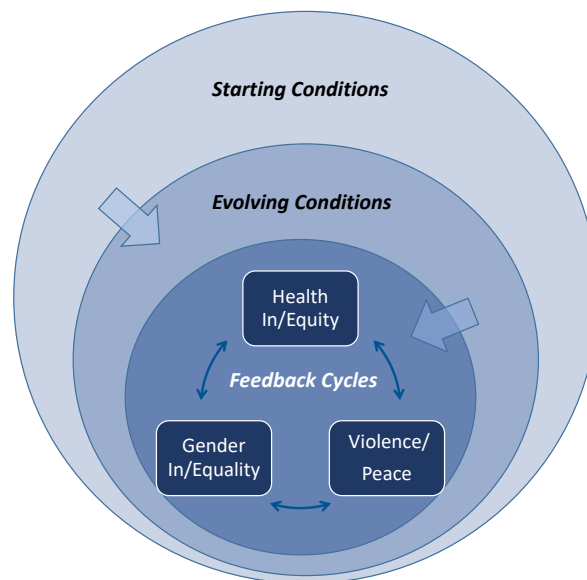 Starting Conditions
Evolving Conditions
Health
In/Equity
Feedback Cycles
Gender
In/Equality
Violence/
Peace